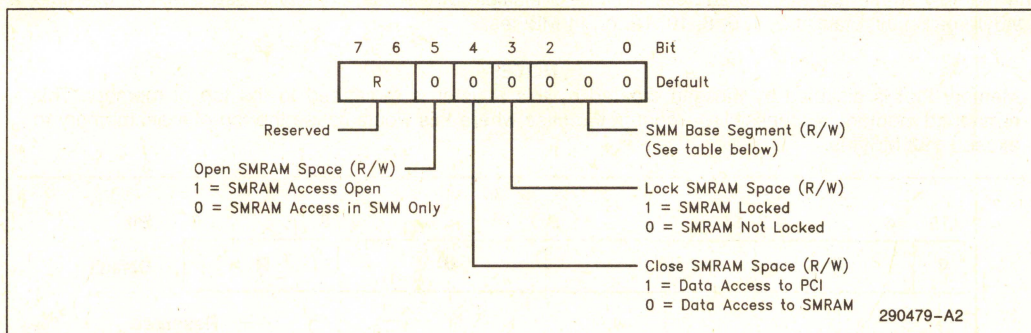 7 6 5 4 3 2 0 Bit
R 0 0 0 0 0 0 Default
Reserved
SMM Base Segment (R/W)
(See table below)
Open SMRAM Space (R/W)
1 = SMRAM Access Open
0 = SMRAM Access in SMM Only
Lock SMRAM Space (R/W)
1 = SMRAM Locked
0 = SMRAM Not Locked
Close SMRAM Space (R/W)
1 = Data Access to PCI
0 = Data Access to SMRAM
290479-A2